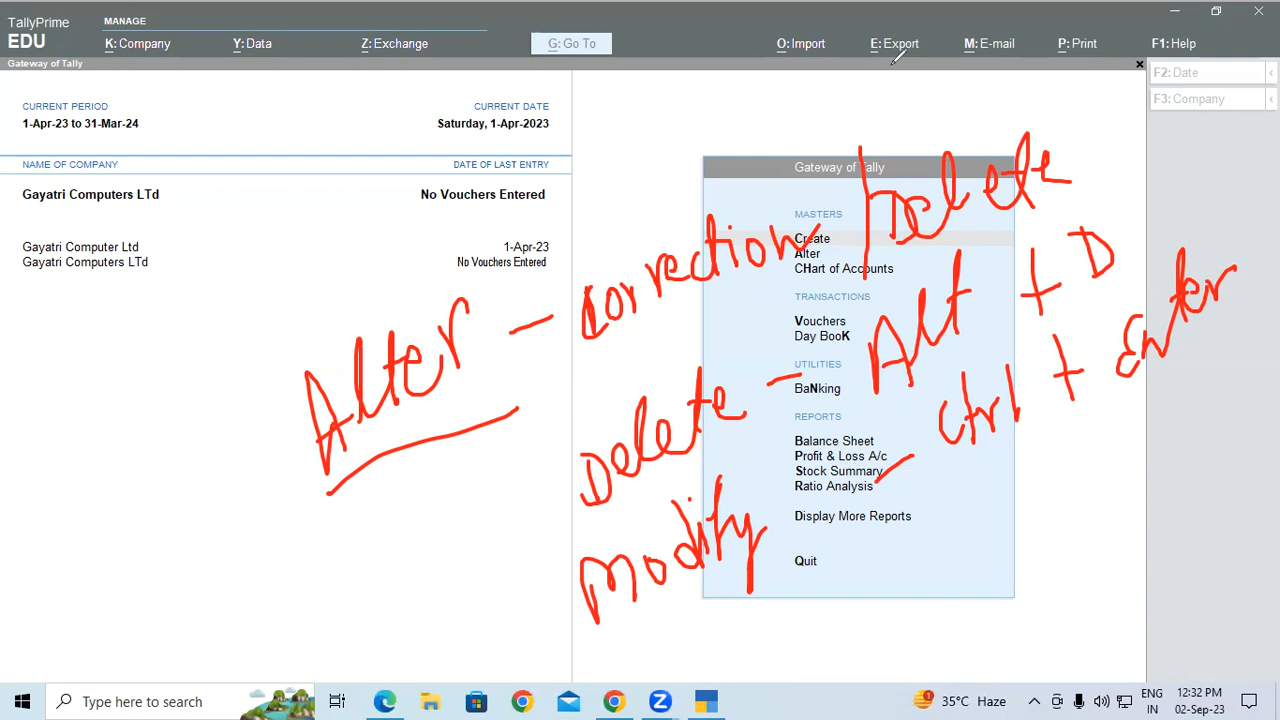 TallyPrime
EDU
MANAGE
K: Company
Y: Data
Z: Exchange
G: Go To
O: Import
E: Export
M: E-mail
P: Print
F1: Help
Gateway of Tally
F2: Date
F3: Company
CURRENT PERIOD
CURRENT DATE
1-Apr-23 to 31-Mar-24
Saturday, 1-Apr-2023
NAME OF COMPANY
DATE OF LAST ENTRY
Gayatri Computers LTd
No Vouchers Entered
Gayatri Computer Ltd
1-Apr-23
Gayatri Computers LTd
No Vouchers Entered
Gateway of Tally
MASTERS
Create
Alter
CHart of Accounts
TRANSACTIONS
Vouchers
Day BooK
UTILITIES
BaNking
REPORTS
Balance Sheet
Profit & Loss A/c
Stock Summary
Ratio Analysis
Display More Reports
Quit
Alter - Correction
Delete
Delete - Alt + D
Ctrl + Enter
Modify
Type here to search
35°C Haze
ENG
IN
12:32 PM
02-Sep-23